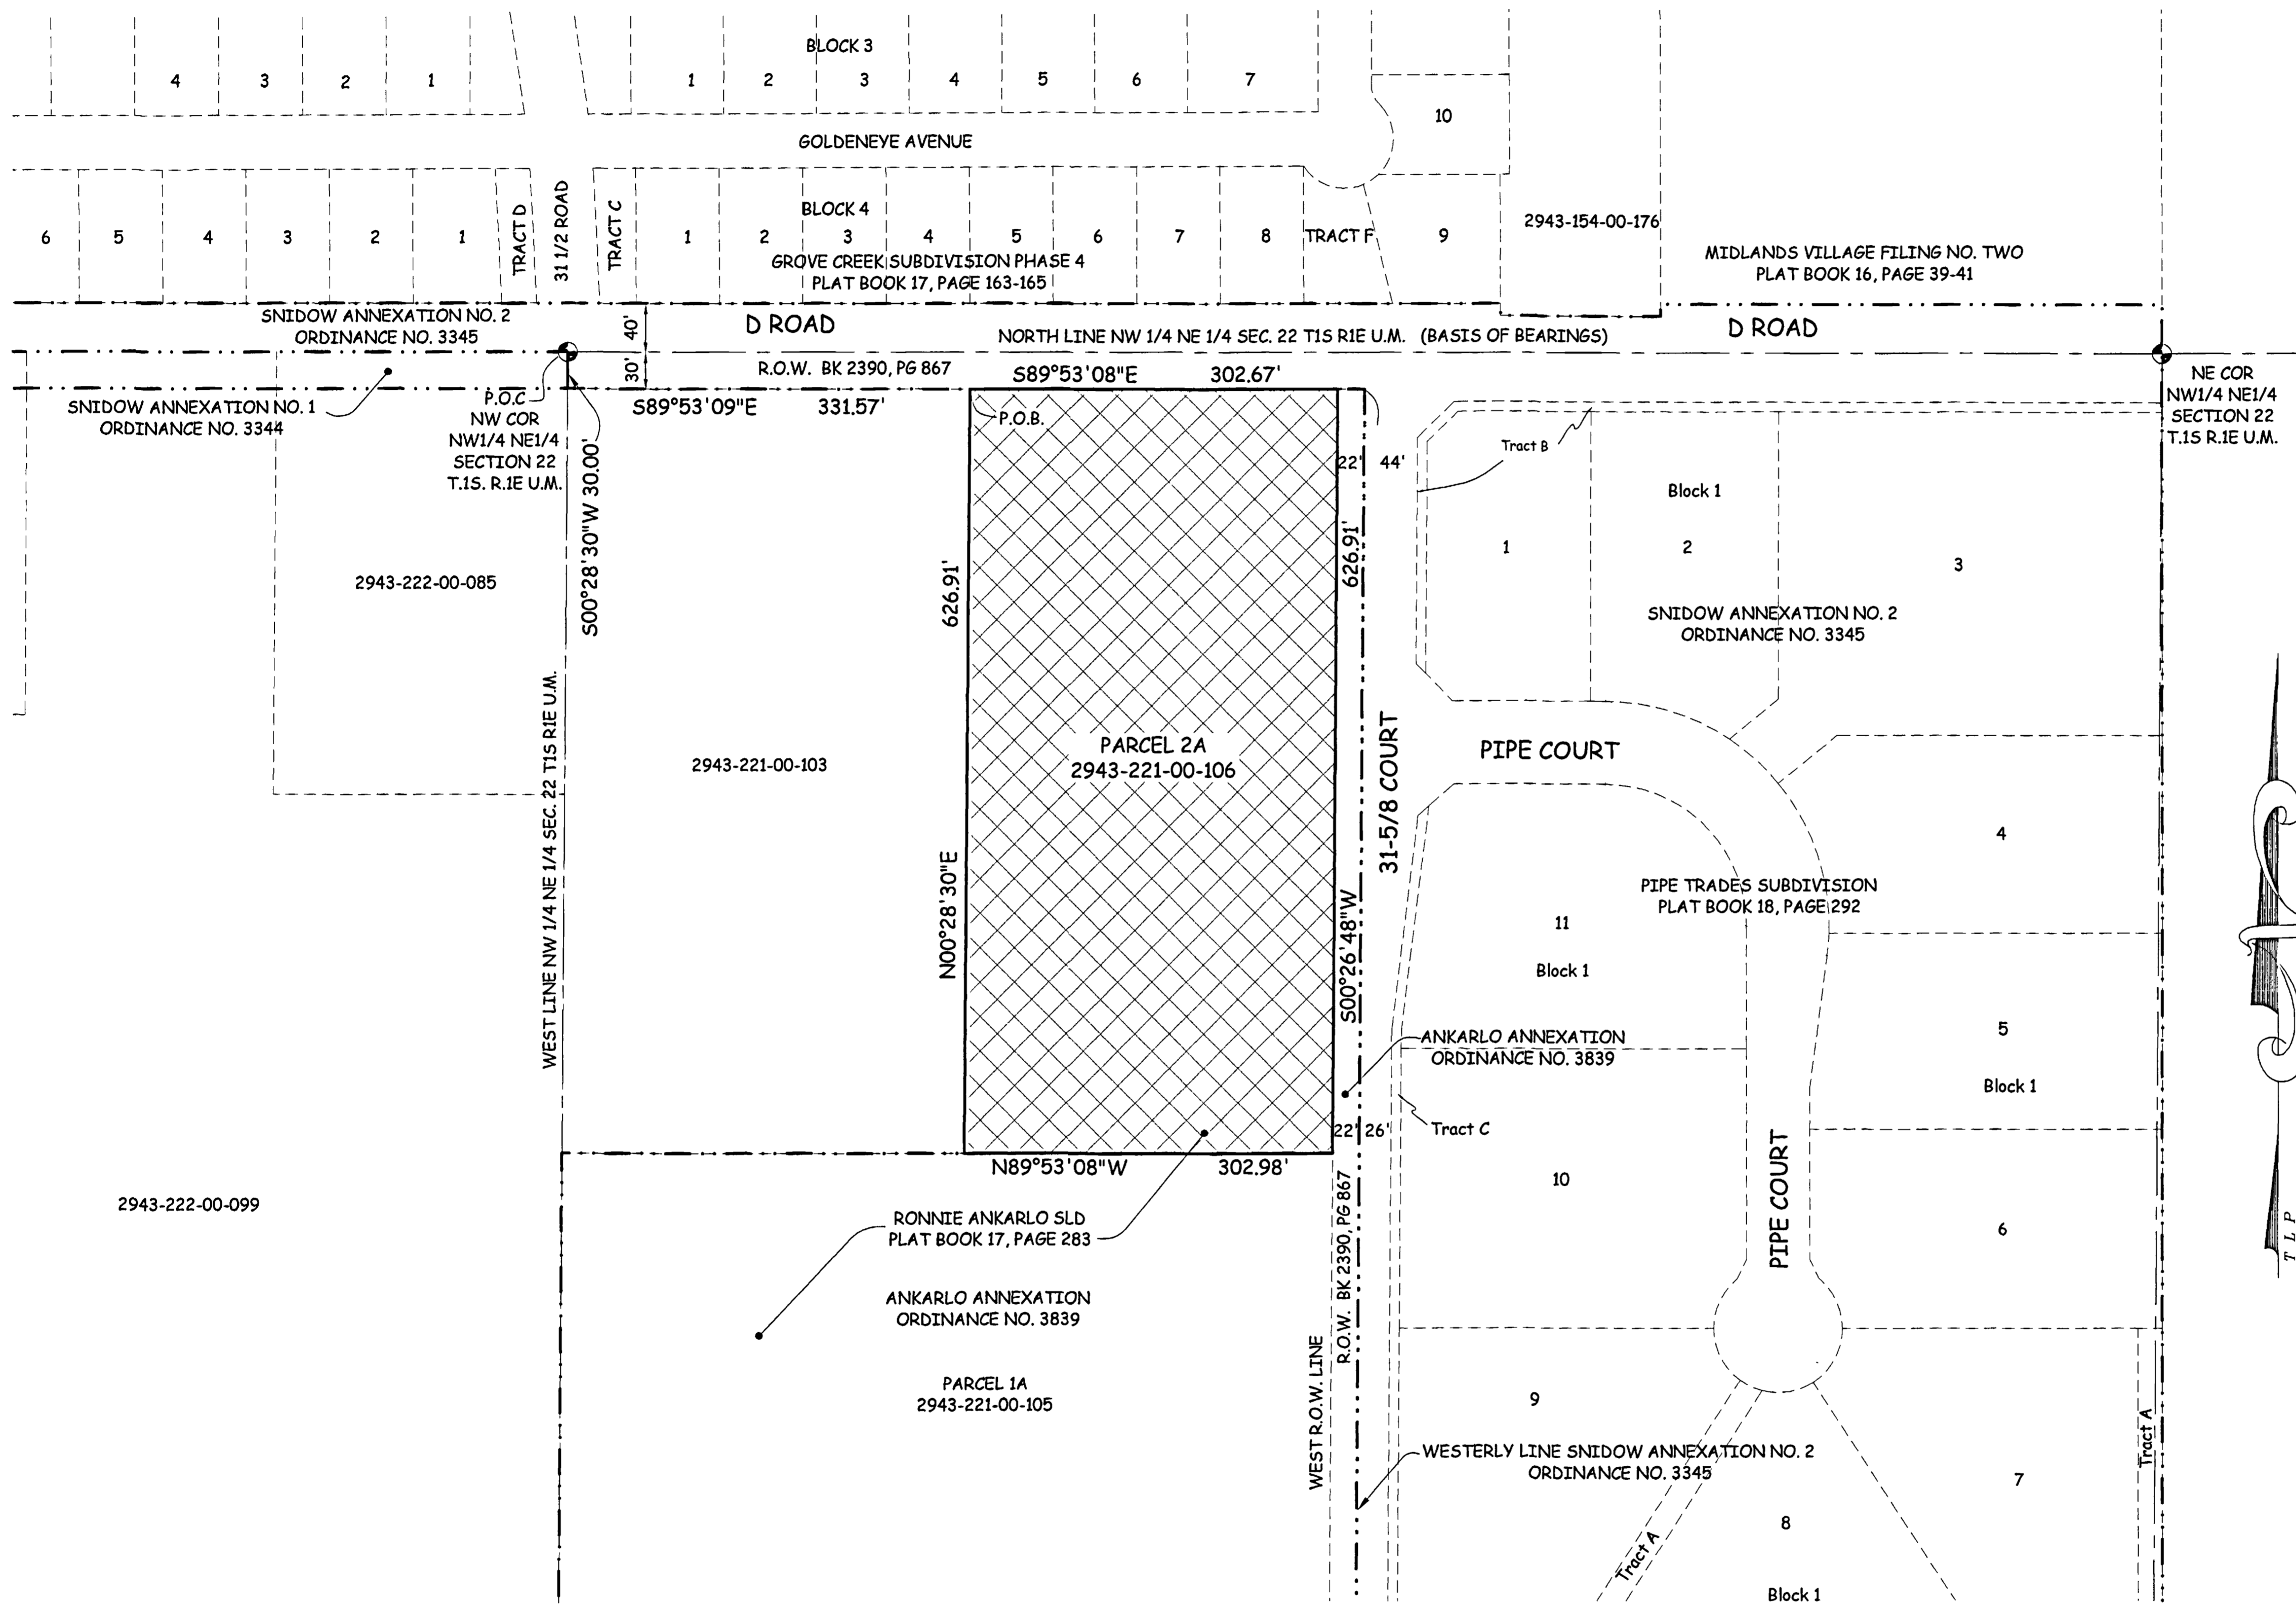 BLOCK 3
4 3 2 1 1 2 3 4 5 6 7
10
GOLDENEYE AVENUE
6 5 4 3 2 1
TRACT D
31 1/2 ROAD
TRACT C
BLOCK 4
1 2 3 4 5 6 7 8
TRACT F
9
2943-154-00-176
GROVE CREEK SUBDIVISION PHASE 4
PLAT BOOK 17, PAGE 163-165
MIDLANDS VILLAGE FILING NO. TWO
PLAT BOOK 16, PAGE 39-41
SNIDOW ANNEXATION NO. 2
ORDINANCE NO. 3345
40'
D ROAD
NORTH LINE NW 1/4 NE 1/4 SEC. 22 T1S R1E U.M. (BASIS OF BEARINGS)
D ROAD
30'
R.O.W. BK 2390, PG 867
S89°53'08"E 302.67'
SNIDOW ANNEXATION NO. 1
ORDINANCE NO. 3344
P.O.C
NW COR
NW1/4 NE1/4
SECTION 22
T.1S. R.1E U.M.
S89°53'09"E 331.57'
P.O.B.
NE COR
NW1/4 NE1/4
SECTION 22
T.1S R.1E U.M.
S00°28'30"W 30.00'
22' 44'
Tract B
Block 1
1 2 3
626.91'
626.91'
2943-222-00-085
SNIDOW ANNEXATION NO. 2
ORDINANCE NO. 3345
WEST LINE NW 1/4 NE 1/4 SEC. 22 T1S R1E U.M.
2943-221-00-103
PARCEL 2A
2943-221-00-106
31-5/8 COURT
PIPE COURT
4
N00°28'30"E
S00°26'48"W
PIPE TRADES SUBDIVISION
PLAT BOOK 18, PAGE 292
11
Block 1
5
Block 1
ANKARLO ANNEXATION
ORDINANCE NO. 3839
22' 26'
Tract C
N89°53'08"W 302.98'
10
PIPE COURT
6
2943-222-00-099
RONNIE ANKARLO SLD
PLAT BOOK 17, PAGE 283
R.O.W. BK 2390, PG 867
WEST R.O.W. LINE
ANKARLO ANNEXATION
ORDINANCE NO. 3839
PARCEL 1A
2943-221-00-105
9
WESTERLY LINE SNIDOW ANNEXATION NO. 2
ORDINANCE NO. 3345
7
Tract A
8
Tract A
Block 1
T L P